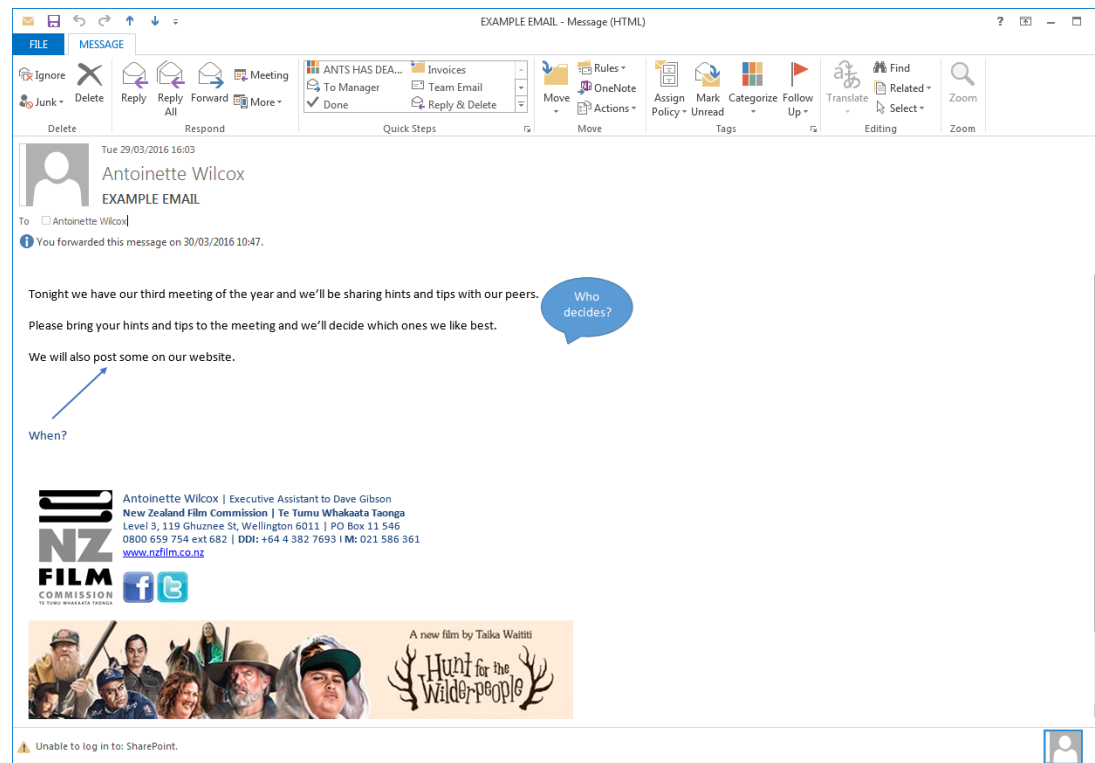 EXAMPLE EMAIL - Message (HTML)
FILE MESSAGE
Ignore
Junk
Delete
Reply
Reply All
Forward
Meeting
More
ANTS HAS DEA...
To Manager
Done
Invoices
Team Email
Reply & Delete
Move
Rules
OneNote
Actions
Assign Policy
Mark Unread
Categorize
Follow Up
Translate
Find
Related
Select
Zoom
Delete Respond Quick Steps Move Tags Editing Zoom
Tue 29/03/2016 16:03
Antoinette Wilcox
EXAMPLE EMAIL
To Antoinette Wilcox
You forwarded this message on 30/03/2016 10:47.
Tonight we have our third meeting of the year and we'll be sharing hints and tips with our peers.
Who
decides?
Please bring your hints and tips to the meeting and we'll decide which ones we like best.
We will also post some on our website.
When?
NZ
FILM
COMMISSION
TE TUMU WHAKAATA TAONGA
Antoinette Wilcox | Executive Assistant to Dave Gibson
New Zealand Film Commission | Te Tumu Whakaata Taonga
Level 3, 119 Ghuznee St, Wellington 6011 | PO Box 11 546
0800 659 754 ext 682 | DDI: +64 4 382 7693 I M: 021 586 361
www.nzfilm.co.nz
A new film by Taika Waititi
Hunt for the
Wilderpeople
Unable to log in to: SharePoint.